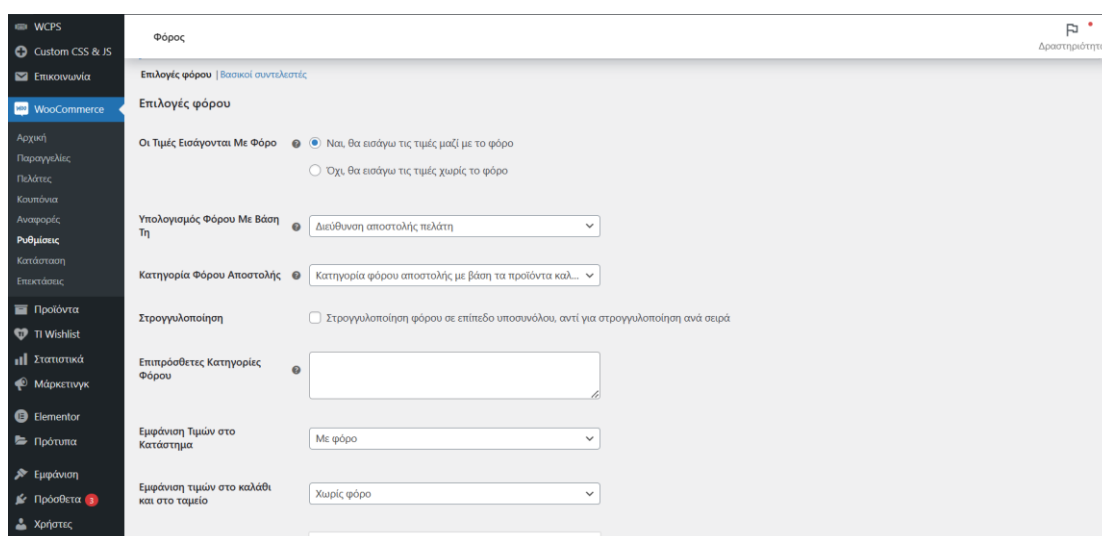 WCPS
Custom CSS & JS
Επικοινωνία
WooCommerce
Αρχική
Παραγγελίες
Πελάτες
Κουπόνια
Αναφορές
Ρυθμίσεις
Κατάσταση
Επεκτάσεις
Προϊόντα
TI Wishlist
Στατιστικά
Μάρκετινγκ
Elementor
Πρότυπα
Εμφάνιση
Πρόσθετα 3
Χρήστες
Φόρος
Δραστηριότητ
Επιλογές φόρου | Βασικοί συντελεστές
Επιλογές φόρου
Οι Τιμές Εισάγονται Με Φόρο
Ναι, θα εισάγω τις τιμές μαζί με το φόρο
Όχι, θα εισάγω τις τιμές χωρίς το φόρο
Υπολογισμός Φόρου Με Βάση
Τη
Διεύθυνση αποστολής πελάτη
Κατηγορία Φόρου Αποστολής
Κατηγορία φόρου αποστολής με βάση τα προϊόντα καλ...
Στρογγυλοποίηση
Στρογγυλοποίηση φόρου σε επίπεδο υποσυνόλου, αντί για στρογγυλοποίηση ανά σειρά
Επιπρόσθετες Κατηγορίες
Φόρου
Εμφάνιση Τιμών στο
Κατάστημα
Με φόρο
Εμφάνιση τιμών στο καλάθι
και στο ταμείο
Χωρίς φόρο